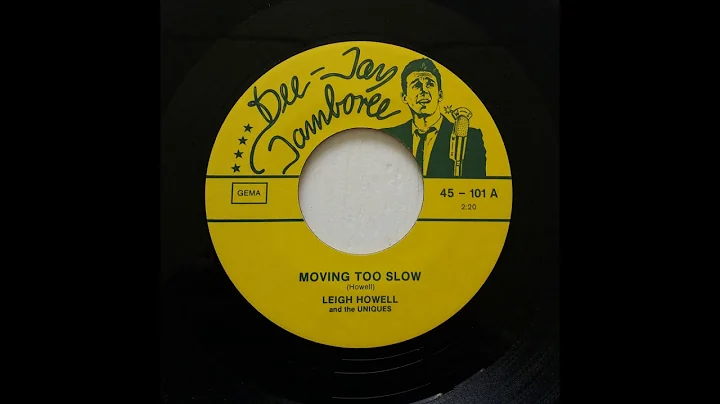 Dee-Jay
Jamboree
GEMA
45 - 101 A
2:20
MOVING TOO SLOW
(Howell)
LEIGH HOWELL
and the UNIQUES